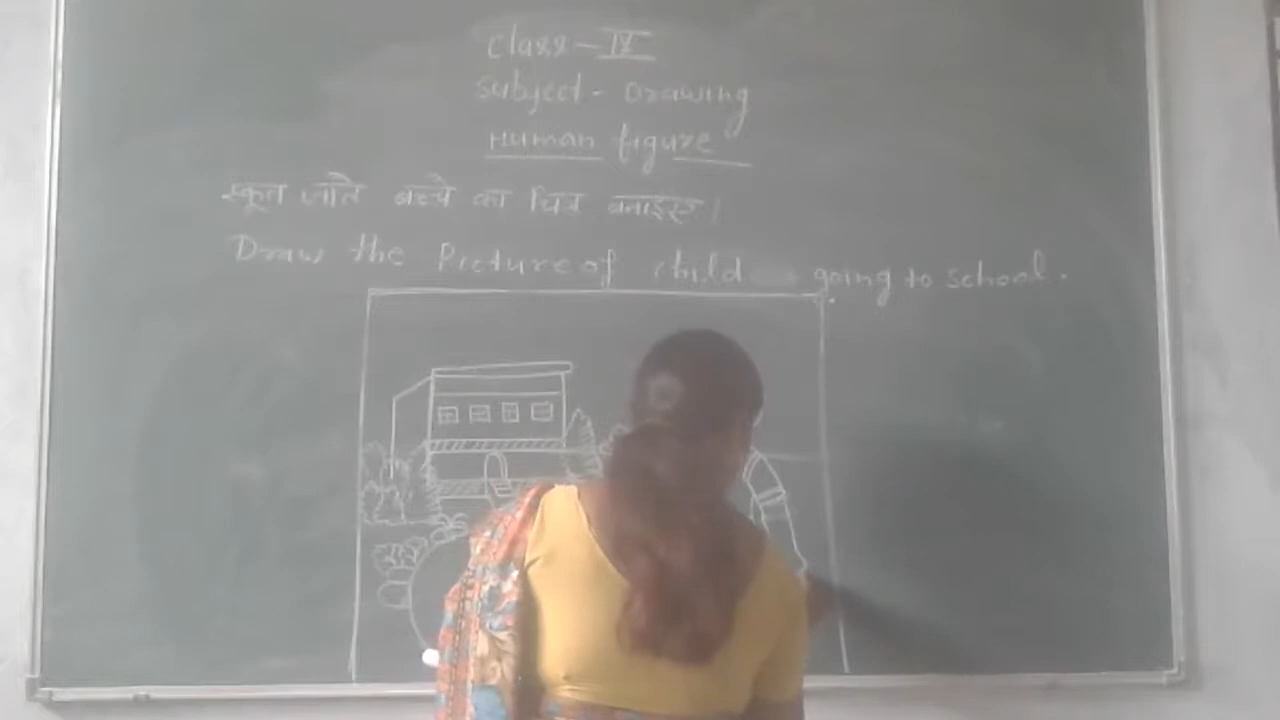 Class - IV
Subject - Drawing
Human figure
स्कूल जाते बच्चे का चित्र बनाइए।
Draw the Picture of child going to school.